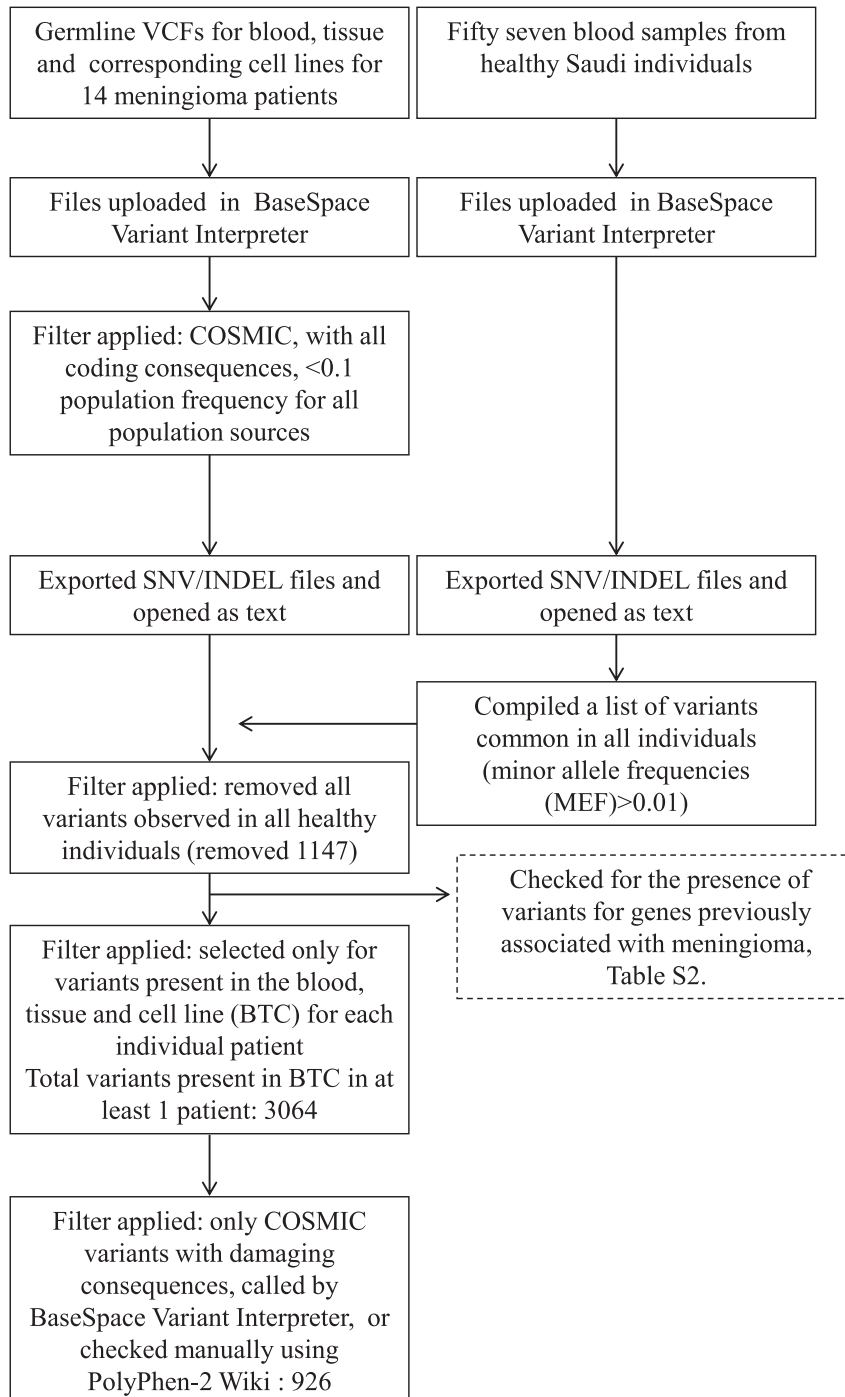 Germline VCFs for blood, tissue
and corresponding cell lines for
14 meningioma patients
Fifty seven blood samples from
healthy Saudi individuals
Files uploaded in BaseSpace
Variant Interpreter
Files uploaded in BaseSpace
Variant Interpreter
Filter applied: COSMIC, with all
coding consequences, <0.1
population frequency for all
population sources
Exported SNV/INDEL files and
opened as text
Exported SNV/INDEL files and
opened as text
Compiled a list of variants
common in all individuals
(minor allele frequencies
(MEF)>0.01)
Filter applied: removed all
variants observed in all healthy
individuals (removed 1147)
Checked for the presence of
variants for genes previously
associated with meningioma,
Table S2.
Filter applied: selected only for
variants present in the blood,
tissue and cell line (BTC) for each
individual patient
Total variants present in BTC in at
least 1 patient: 3064
Filter applied: only COSMIC
variants with damaging
consequences, called by
BaseSpace Variant Interpreter, or
checked manually using
PolyPhen-2 Wiki : 926